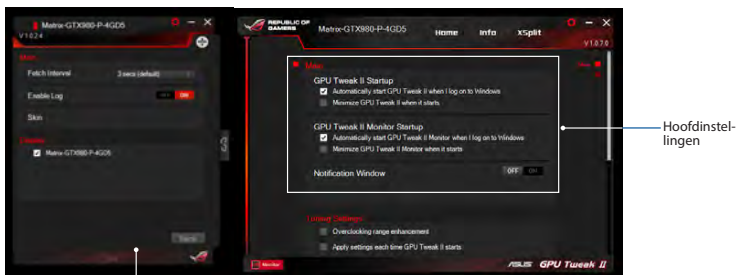 Matrix-GTX980-P-4GD5
V1.0.2.4
Main
Fetch Interval
3 secs (default)
Enable Log
OFF ON
Skin
Matrix-GTX980-P-4GD5
REPUBLIC OF
GAMERS
Matrix-GTX980-P-4GD5
Home
Info
XSplit
V1.0.7.0
Main
GPU Tweak II Startup
Automatically start GPU Tweak II when I log on to Windows
Minimize GPU Tweak II when it starts
GPU Tweak II Monitor Startup
Automatically start GPU Tweak II Monitor when I log on to Windows
Minimize GPU Tweak II Monitor when it starts
Notification Window
OFF ON
Overclocking range enhancement
Apply settings each time GPU Tweak II starts
Monitor
ASUS GPU Tweak II
Hoofdinstel-
lingen